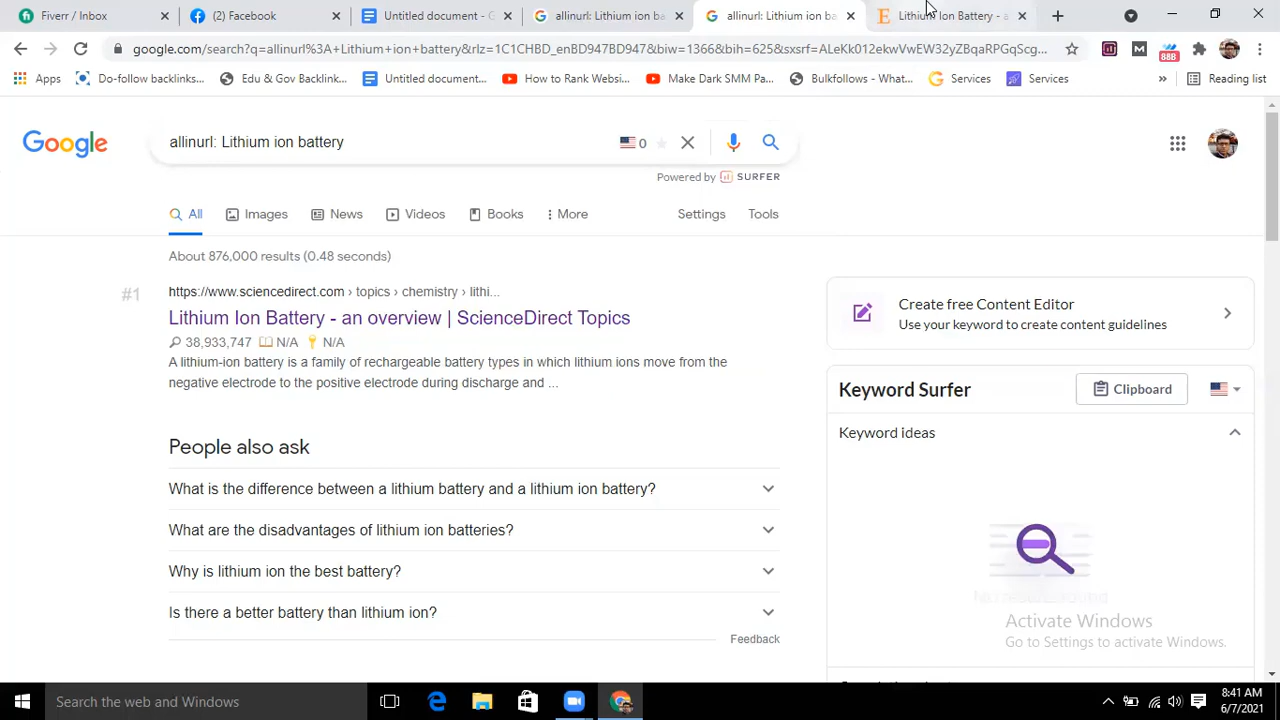 Fiverr / Inbox
(2) Facebook
Untitled document - G
allinurl: Lithium ion ba
allinurl: Lithium ion ba
Lithium Ion Battery - a
google.com/search?q=allinurl%3A+Lithium+ion+battery&rlz=1C1CHBD_enBD947BD947&biw=1366&bih=625&sxsrf=ALeKk012ekwVwEW32yZBqaRPGqScg...
88B
Apps
Do-follow backlinks...
Edu & Gov Backlink...
Untitled document...
How to Rank Websi...
Make Dark SMM Pa...
Bulkfollows - What...
Services
Services
»
Reading list
Google
allinurl: Lithium ion battery
0
Powered by SURFER
All
Images
News
Videos
Books
More
Settings
Tools
About 876,000 results (0.48 seconds)
#1
https://www.sciencedirect.com › topics › chemistry › lithi...
Lithium Ion Battery - an overview | ScienceDirect Topics
38,933,747 N/A N/A
A lithium-ion battery is a family of rechargeable battery types in which lithium ions move from the
negative electrode to the positive electrode during discharge and ...
People also ask
What is the difference between a lithium battery and a lithium ion battery?
What are the disadvantages of lithium ion batteries?
Why is lithium ion the best battery?
Is there a better battery than lithium ion?
Feedback
Create free Content Editor
Use your keyword to create content guidelines
Keyword Surfer
Clipboard
Keyword ideas
Activate Windows
Go to Settings to activate Windows.
Search the web and Windows
8:41 AM
6/7/2021